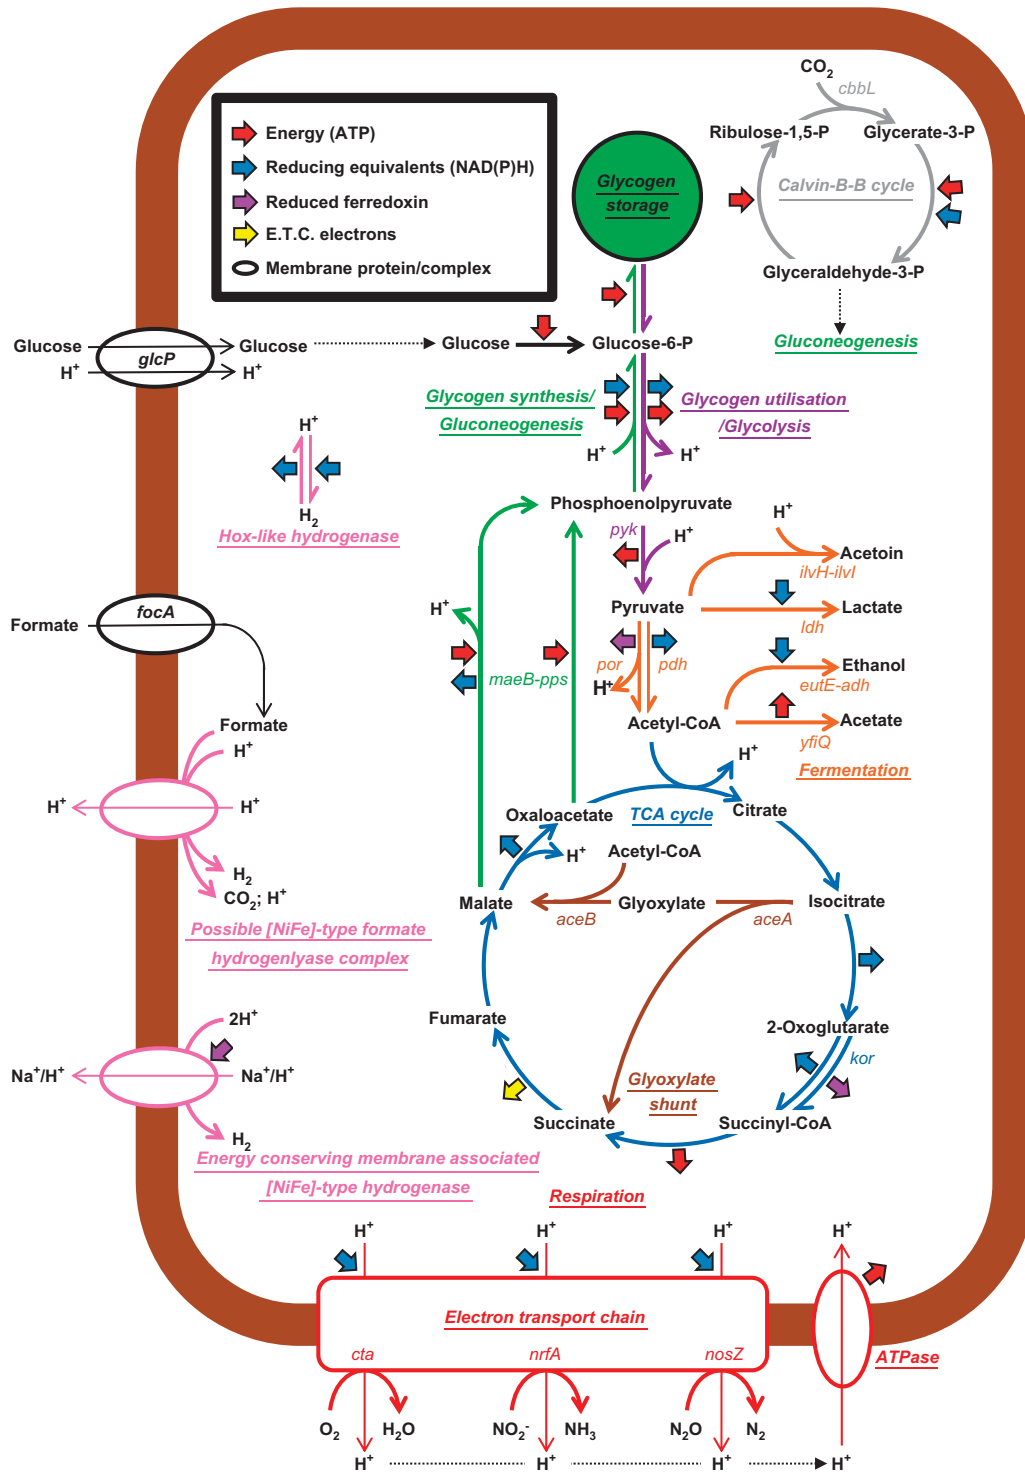 CO2
cbbL
Ribulose-1,5-P
Glycerate-3-P
Calvin-B-B cycle
Glyceraldehyde-3-P
Gluconeogenesis
Energy (ATP)
Reducing equivalents (NAD(P)H)
Reduced ferredoxin
E.T.C. electrons
Membrane protein/complex
Glycogen
storage
Glucose
H+
glcP
Glucose
H+
Glucose
Glucose-6-P
Glycogen synthesis/
Gluconeogenesis
Glycogen utilisation
/Glycolysis
H+
H+
H+
H2
Hox-like hydrogenase
Phosphoenolpyruvate
pyk
H+
H+
Acetoin
ilvH-ilvI
Pyruvate
Lactate
ldh
por
pdh
H+
Ethanol
eutE-adh
Acetyl-CoA
Acetate
yfiQ
Fermentation
H+
maeB-pps
Formate
focA
Formate
H+
H+
H+
H2
CO2; H+
Possible [NiFe]-type formate
hydrogenlyase complex
H+
Oxaloacetate
TCA cycle
Citrate
H+
Acetyl-CoA
Malate
aceB
Glyoxylate
aceA
Isocitrate
Fumarate
2-Oxoglutarate
kor
Glyoxylate
shunt
Succinate
Succinyl-CoA
2H+
Na+/H+
Na+/H+
H2
Energy conserving membrane associated
[NiFe]-type hydrogenase
Respiration
H+
H+
H+
H+
Electron transport chain
cta
nrfA
nosZ
ATPase
O2
H2O
NO2-
NH3
N2O
N2
H+
H+
H+
H+